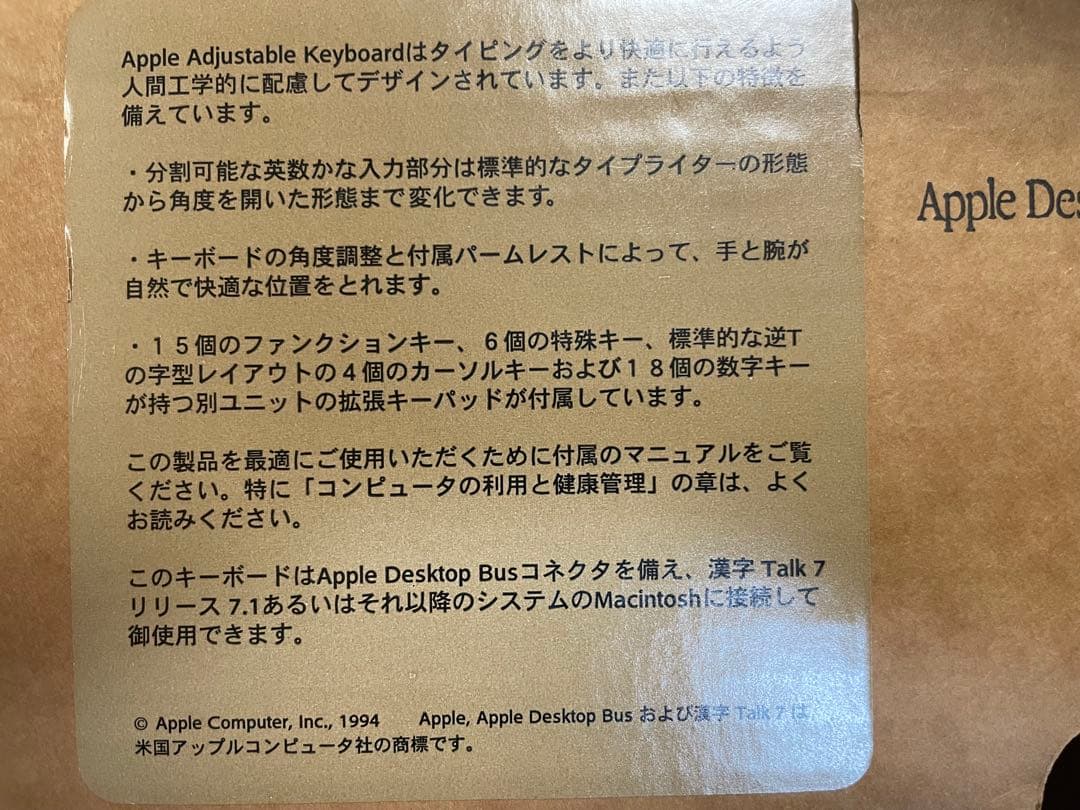 Apple Adjustable Keyboardはタイピングをより快適に行えるよう
人間工学的に配慮してデザインされています。また以下の特徴を
備えています。
・分割可能な英数かな入力部分は標準的なタイプライターの形態
から角度を開いた形態まで変化できます。
・キーボードの角度調整と付属パームレストによって、手と腕が
自然で快適な位置をとれます。
・１５個のファンクションキー、６個の特殊キー、標準的な逆T
の字型レイアウトの４個のカーソルキーおよび１８個の数字キー
が持つ別ユニットの拡張キーパッドが付属しています。
この製品を最適にご使用いただくために付属のマニュアルをご覧
ください。特に「コンピュータの利用と健康管理」の章は、よく
お読みください。
このキーボードはApple Desktop Busコネクタを備え、漢字 Talk 7
リリース 7.1あるいはそれ以降のシステムのMacintoshに接続して
御使用できます。
© Apple Computer, Inc., 1994 Apple, Apple Desktop Bus および漢字 Talk 7 は、
米国アップルコンピュータ社の商標です。
Apple Des